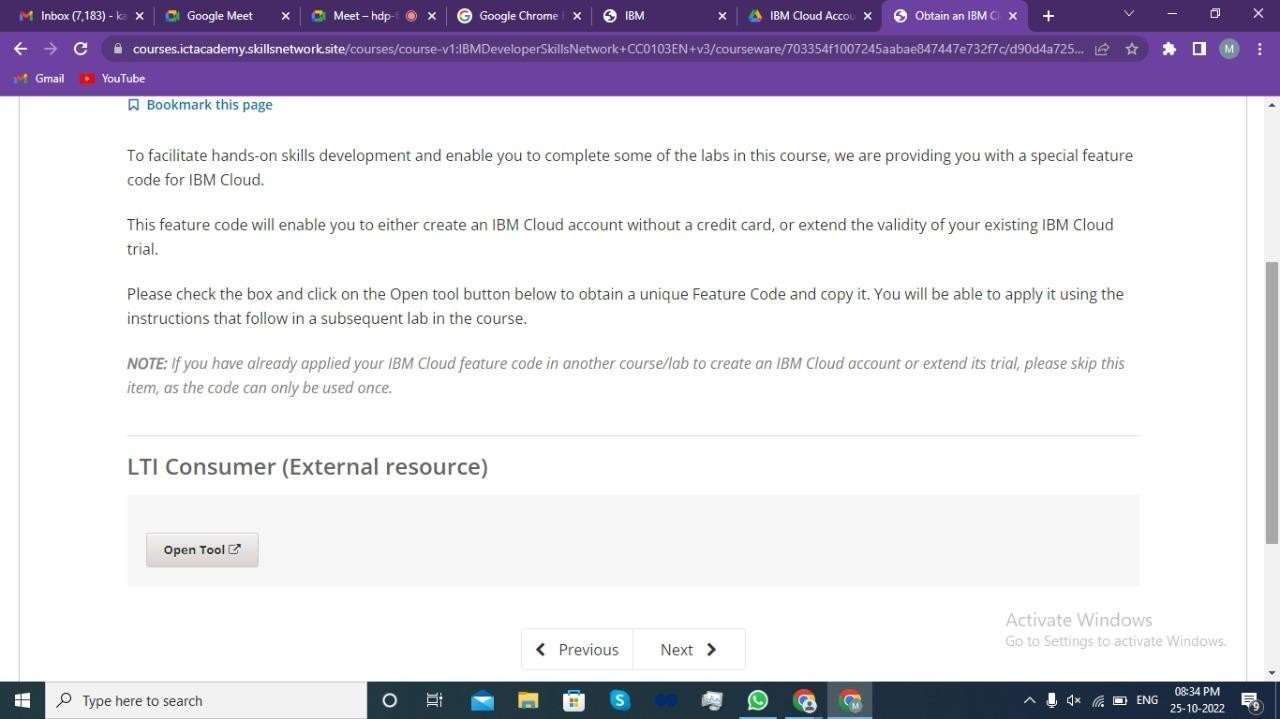 Inbox (7,183) - ka
Google Meet
Meet – hdp-t
Google Chrome
IBM
IBM Cloud Accou
Obtain an IBM C
courses.ictacademy.skillsnetwork.site/courses/course-v1:IBMDeveloperSkillsNetwork+CC0103EN+v3/courseware/703354f1007245aabae847447e732f7c/d90d4a725...
M
Gmail
YouTube
Bookmark this page
To facilitate hands-on skills development and enable you to complete some of the labs in this course, we are providing you with a special feature
code for IBM Cloud.
This feature code will enable you to either create an IBM Cloud account without a credit card, or extend the validity of your existing IBM Cloud
trial.
Please check the box and click on the Open tool button below to obtain a unique Feature Code and copy it. You will be able to apply it using the
instructions that follow in a subsequent lab in the course.
NOTE: If you have already applied your IBM Cloud feature code in another course/lab to create an IBM Cloud account or extend its trial, please skip this
item, as the code can only be used once.
LTI Consumer (External resource)
Open Tool
Previous
Next
Activate Windows
Go to Settings to activate Windows.
Type here to search
ENG
08:34 PM
25-10-2022
9